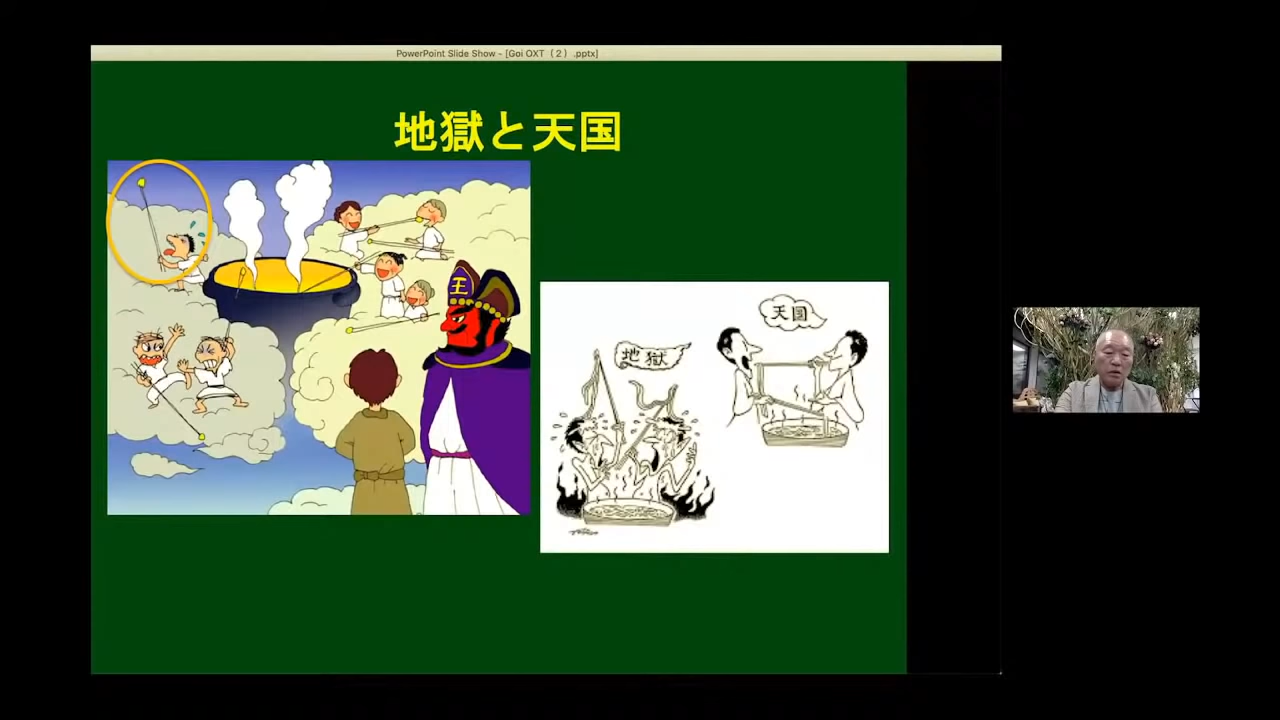 PowerPoint Slide Show - [Goi OXT（2）.pptx]
地獄と天国
王
地獄
天国